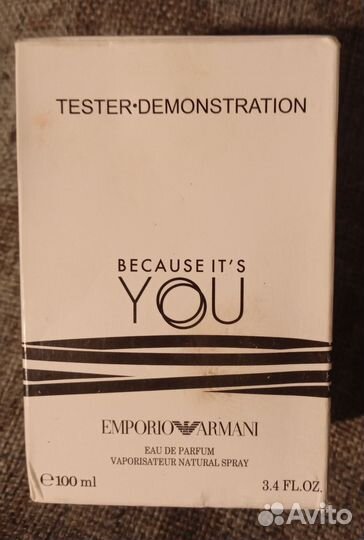 TESTER•DEMONSTRATION
BECAUSE IT'S
YOU
EMPORIO ARMANI
EAU DE PARFUM
VAPORISATEUR NATURAL SPRAY
℮ 100 ml 3.4 FL.OZ.
Avito